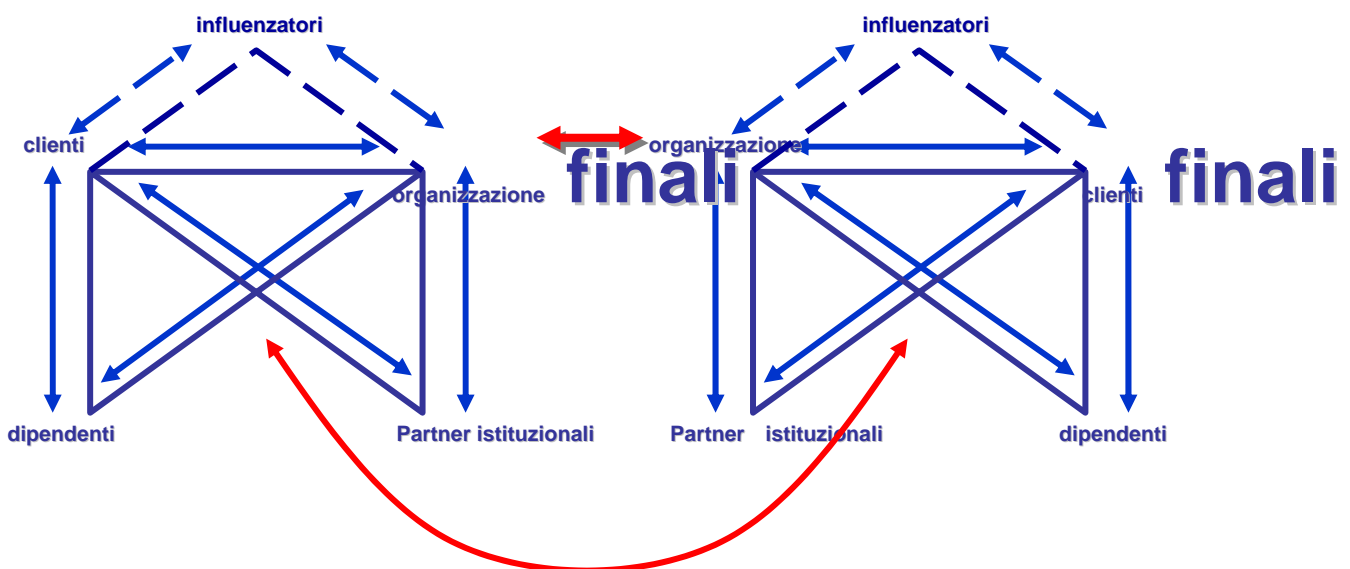 influenzatori
influenzatori
clienti
organizzazione
organizzazione
finali
clienti
finali
dipendenti
Partner istituzionali
Partner istituzionali
dipendenti